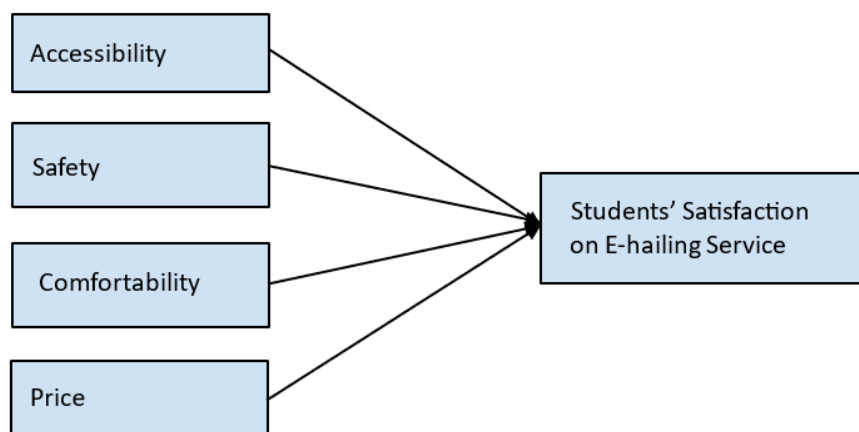 Accessibility
Safety
Comfortability
Price
Students’ Satisfaction
on E-hailing Service